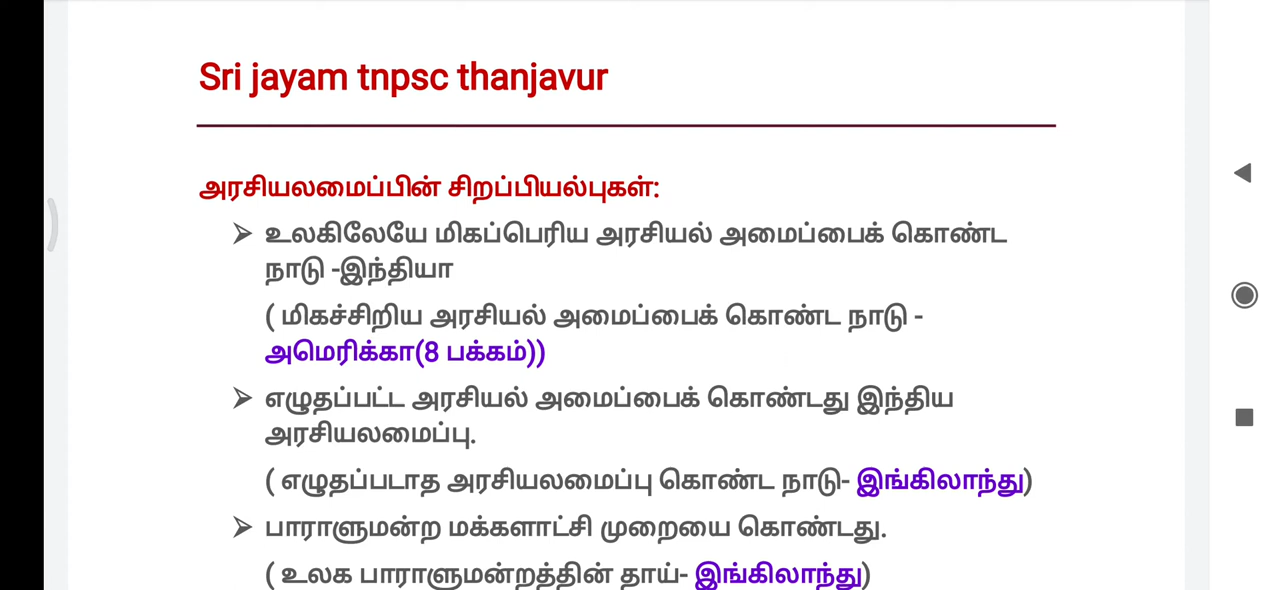 Sri jayam tnpsc thanjavur
அரசியலமைப்பின் சிறப்பியல்புகள்:
➢ உலகிலேயே மிகப்பெரிய அரசியல் அமைப்பைக் கொண்ட
நாடு -இந்தியா
( மிகச்சிறிய அரசியல் அமைப்பைக் கொண்ட நாடு -
அமெரிக்கா(8 பக்கம்))
➢ எழுதப்பட்ட அரசியல் அமைப்பைக் கொண்டது இந்திய
அரசியலமைப்பு.
( எழுதப்படாத அரசியலமைப்பு கொண்ட நாடு- இங்கிலாந்து)
➢ பாராளுமன்ற மக்களாட்சி முறையை கொண்டது.
( உலக பாராளுமன்றத்தின் தாய்- இங்கிலாந்து)